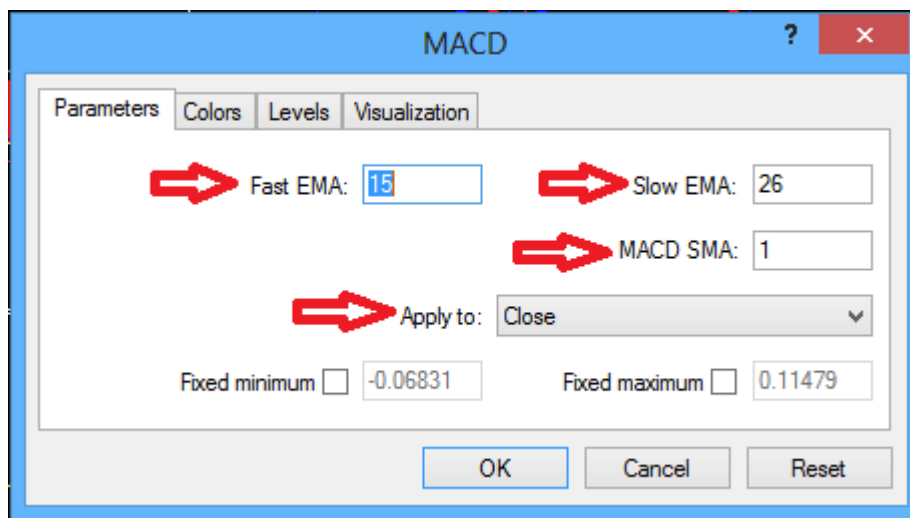 MACD ?
Parameters Colors Levels Visualization
Fast EMA: 15 Slow EMA: 26
MACD SMA: 1
Apply to: Close
Fixed minimum -0.06831 Fixed maximum 0.11479
OK Cancel Reset